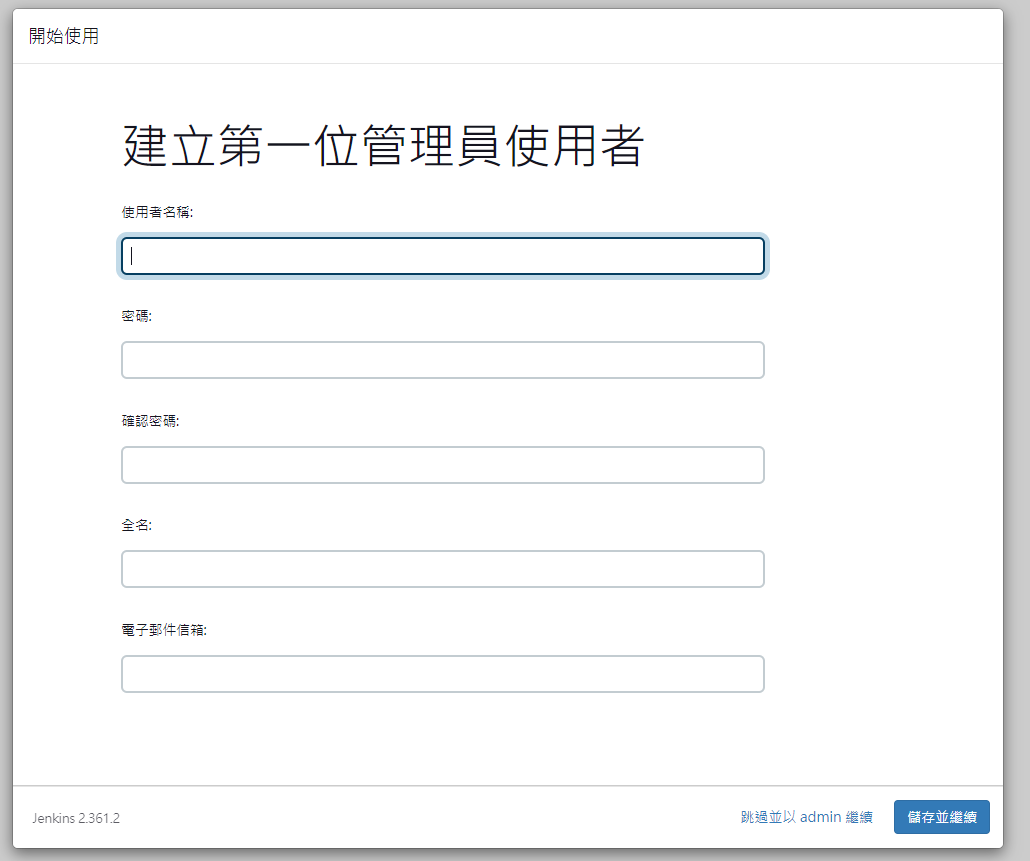 開始使用
建立第一位管理員使用者
使用者名稱:
密碼:
確認密碼:
全名:
電子郵件信箱:
Jenkins 2.361.2
跳過並以 admin 繼續
儲存並繼續